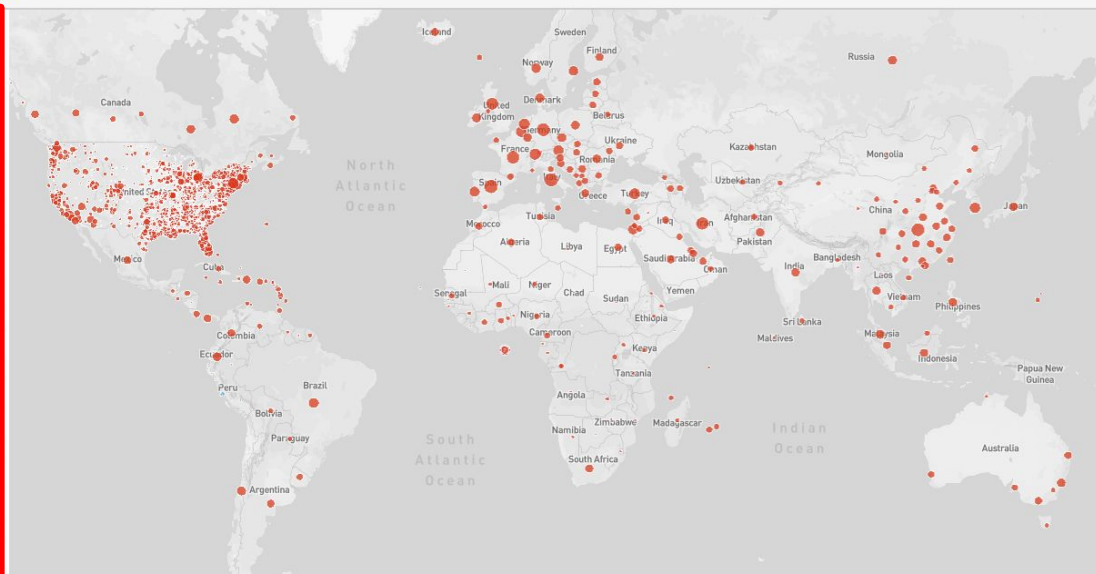 Iceland
Sweden
Finland
Norway
Russia
Canada
Denmark
United
Kingdom
Belarus
Germany
Ukraine
France
Kazakhstan
Mongolia
Romania
North
Atlantic
Ocean
United S
Spain
Italy
Uzbekistan
Turkey
Greece
China
Japan
Tunisia
Morocco
Iraq
Iran
Afghanistan
Pakistan
Algeria
Libya
Egypt
Mexico
Cuba
Saudi Arabia
Bangladesh
India
Oman
Laos
Mali
Niger
Senegal
Chad
Sudan
Yemen
Vietnam
Philippines
Nigeria
Ethiopia
Sri Lanka
Cameroon
Colombia
Maldives
Malaysia
Kenya
Ecuador
Indonesia
Tanzania
Papua New
Guinea
Peru
Brazil
Angola
Bolivia
Zimbabwe
Madagascar
Namibia
Indian
Ocean
Paraguay
South
Atlantic
Ocean
Australia
South Africa
Argentina